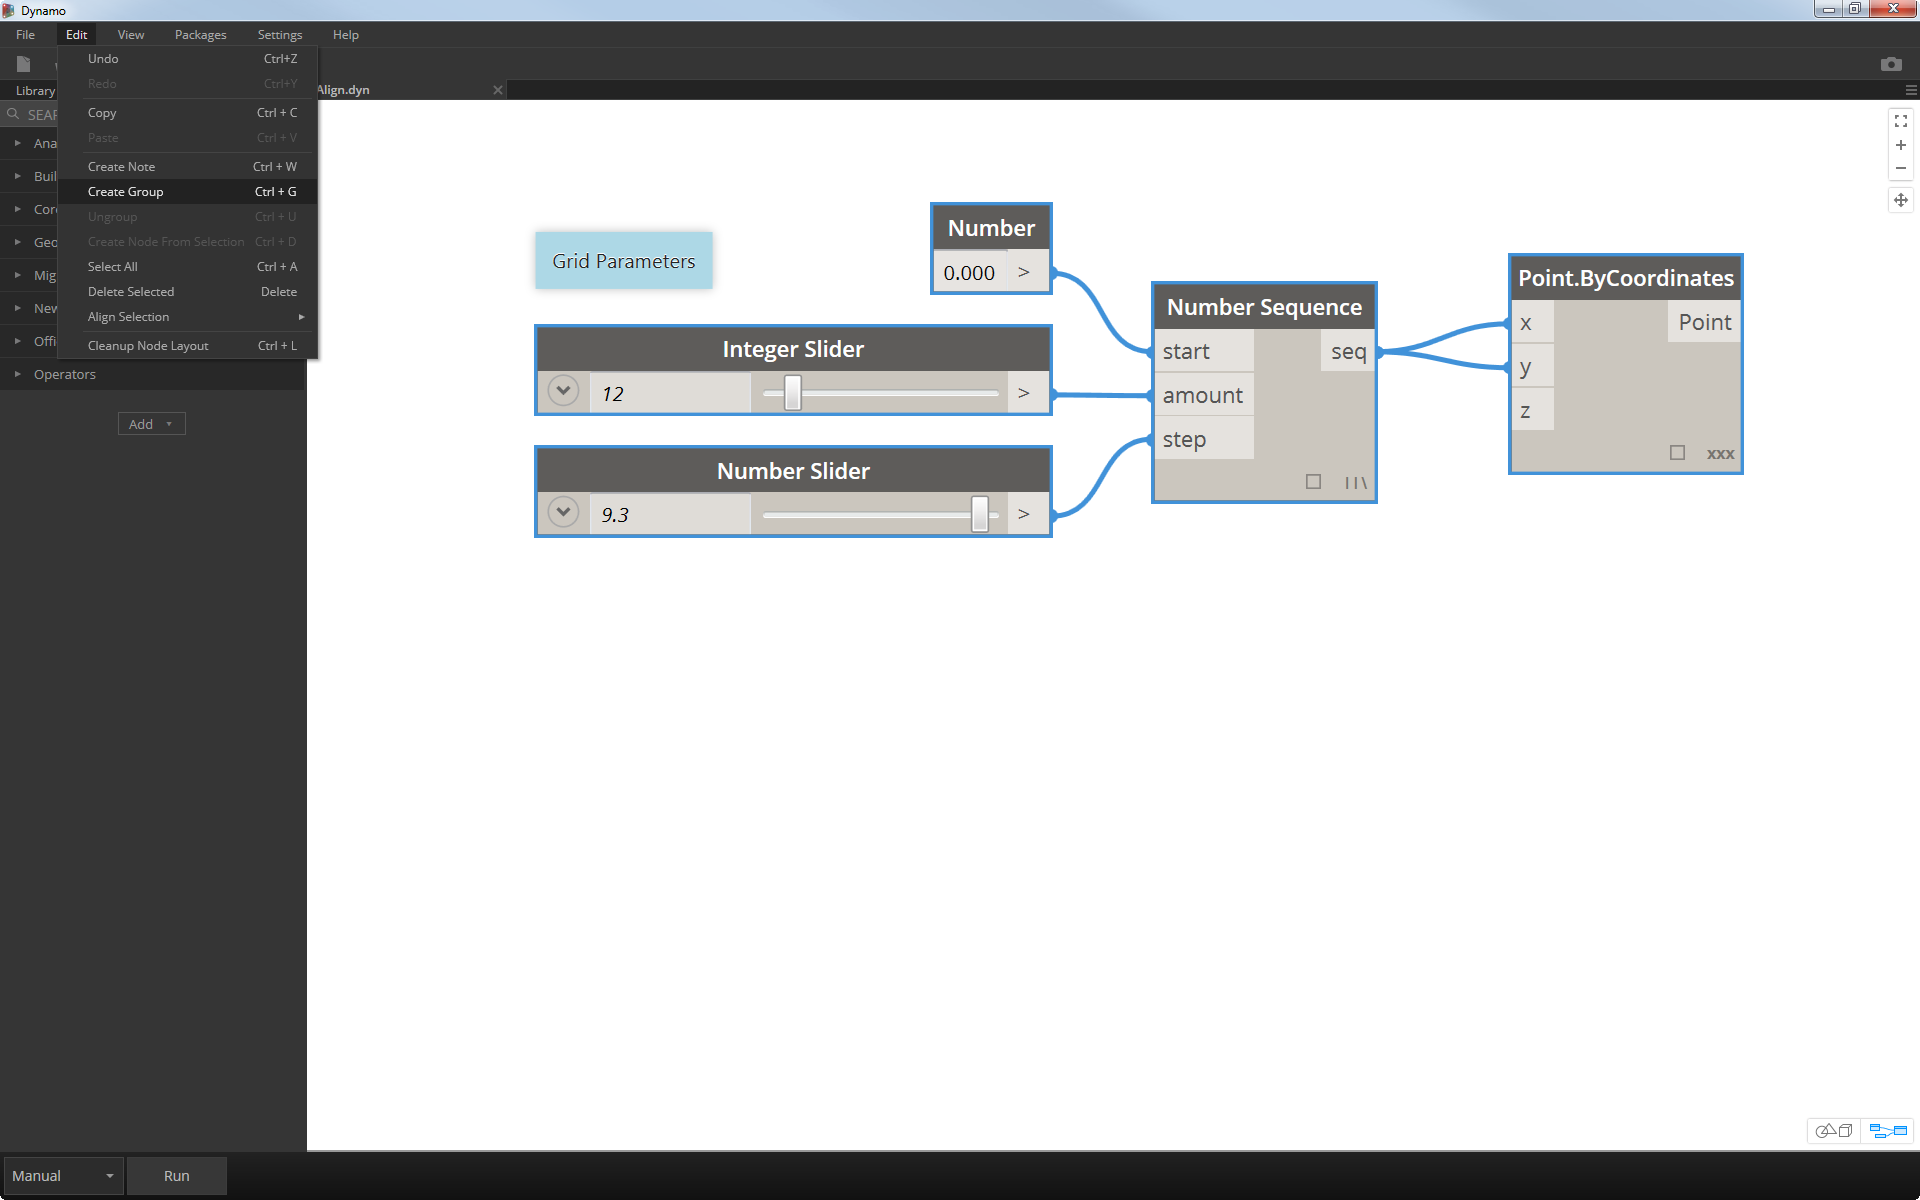 Dynamo
File Edit View Packages Settings Help
Undo Ctrl+Z
Redo Ctrl+Y
Library
Align.dyn
Copy Ctrl + C
SEAR
Paste Ctrl + V
Ana
Create Note Ctrl + W
Buil
Create Group Ctrl + G
Cor
Ungroup Ctrl + U
Geo
Create Node From Selection Ctrl + D
Select All Ctrl + A
Mig
Delete Selected Delete
New
Align Selection
Offi
Cleanup Node Layout Ctrl + L
Operators
Add
Grid Parameters
Number
0.000 >
Integer Slider
12 >
Number Slider
9.3 >
Number Sequence
start seq
amount
step
Point.ByCoordinates
x Point
y
z
xxx
Manual Run